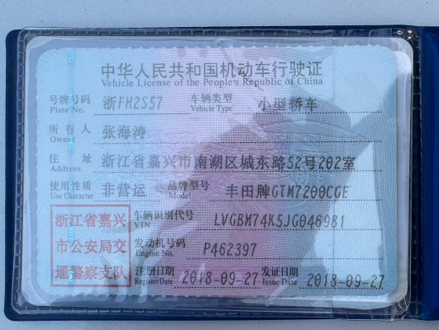 中华人民共和国机动车行驶证
Vehicle License of the People's Republic of China
号牌号码 浙FH2S57 车辆类型 小型轿车
Plate No. Vehicle Type
所有人 张海涛
Owner
住址 浙江省嘉兴市南湖区城东路52号202室
Address
使用性质 非营运 品牌型号 丰田牌GTM7200CGE
Use Character Model
浙江省嘉兴 车辆识别代号 LVGBM74K5JG046981
VIN
市公安局交 发动机号码 P462397
Engine No.
通警察支队 注册日期 2018-09-27 发证日期 2018-09-27
Register Date Issue Date